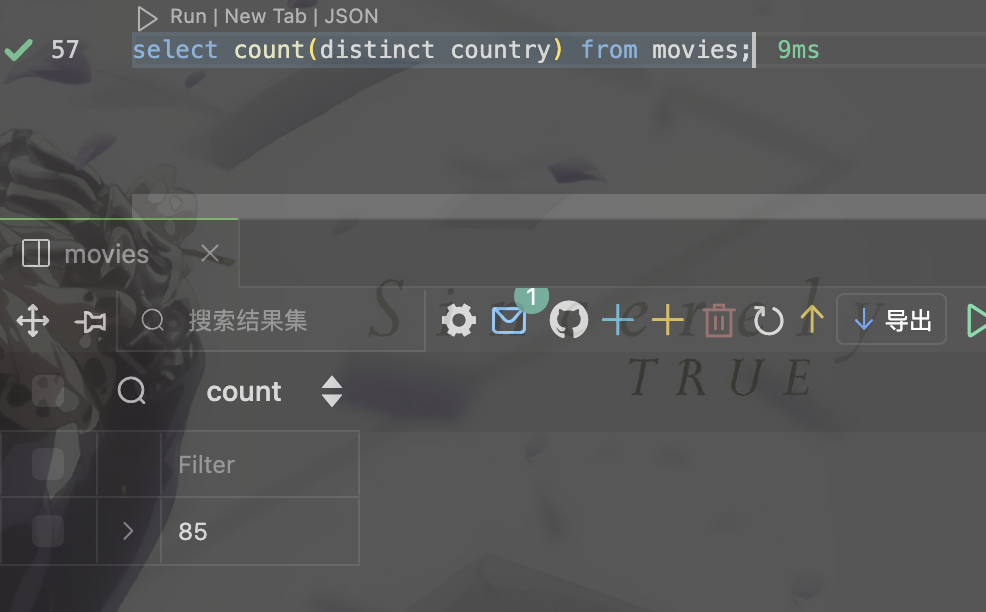 Run | New Tab | JSON
57 select count(distinct country) from movies; 9ms
movies
搜索结果集 1 导出
Sincerely
TRUE
count
Filter
85